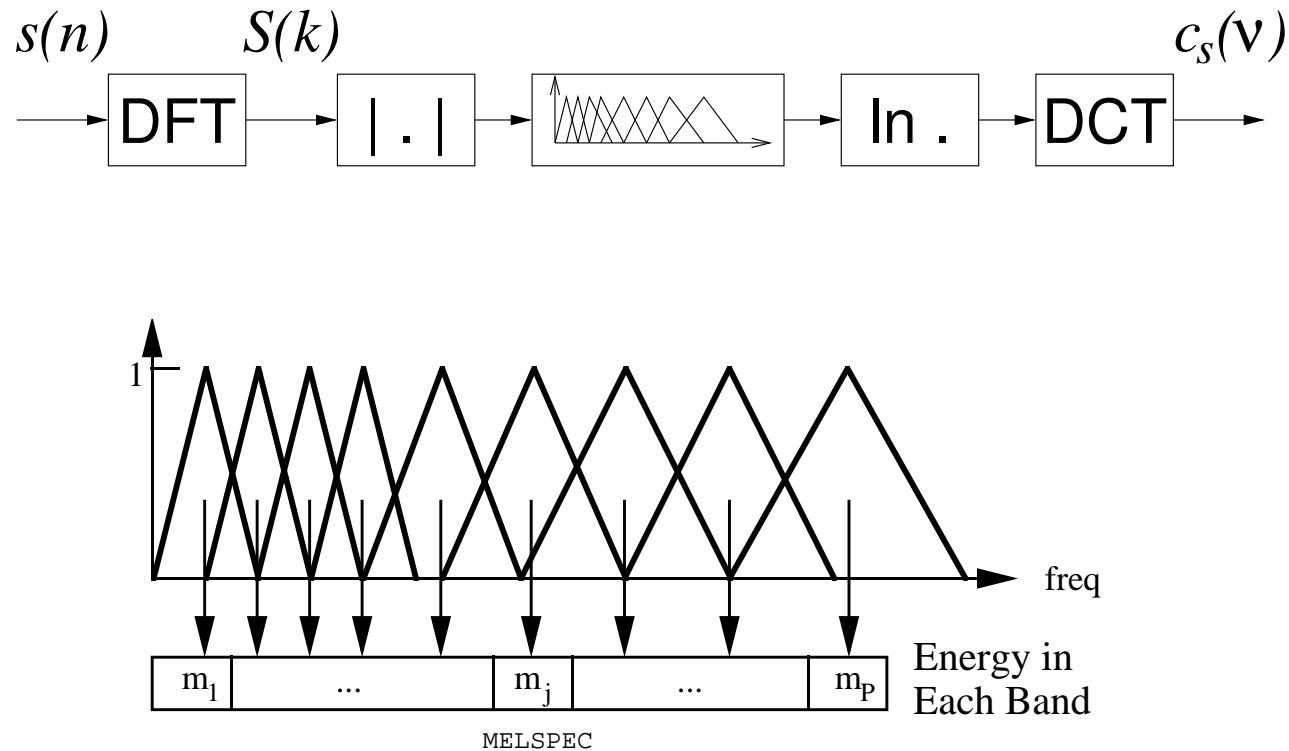 s(n) S(k) c_s(ν)
DFT | . | ln . DCT
1
freq
m_1 ... m_j ... m_P
Energy in
Each Band
MELSPEC